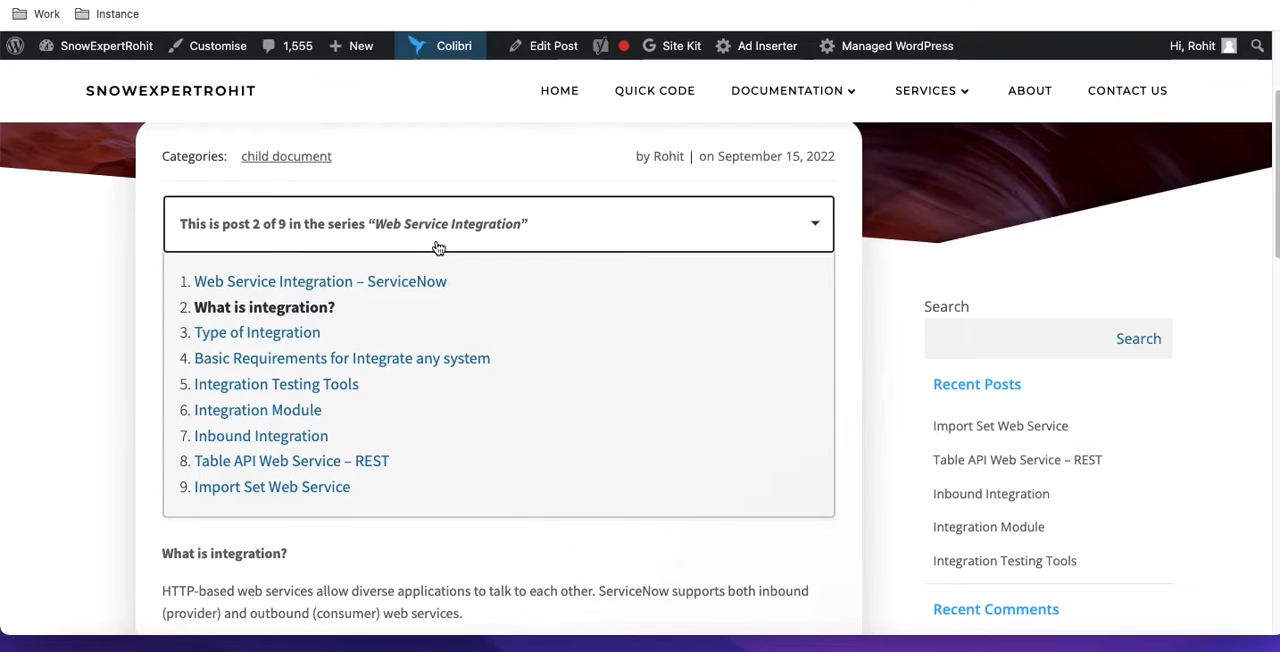 Work Instance
SnowExpertRohit Customise 1,555 New Colibri Edit Post Site Kit Ad Inserter Managed WordPress Hi, Rohit
SNOWEXPERTROHIT HOME QUICK CODE DOCUMENTATION SERVICES ABOUT CONTACT US
Categories: child document by Rohit | on September 15, 2022
This is post 2 of 9 in the series “Web Service Integration”
1. Web Service Integration – ServiceNow
2. What is integration?
3. Type of Integration
4. Basic Requirements for Integrate any system
5. Integration Testing Tools
6. Integration Module
7. Inbound Integration
8. Table API Web Service – REST
9. Import Set Web Service
What is integration?
HTTP-based web services allow diverse applications to talk to each other. ServiceNow supports both inbound
(provider) and outbound (consumer) web services.
Search
Search
Recent Posts
Import Set Web Service
Table API Web Service – REST
Inbound Integration
Integration Module
Integration Testing Tools
Recent Comments